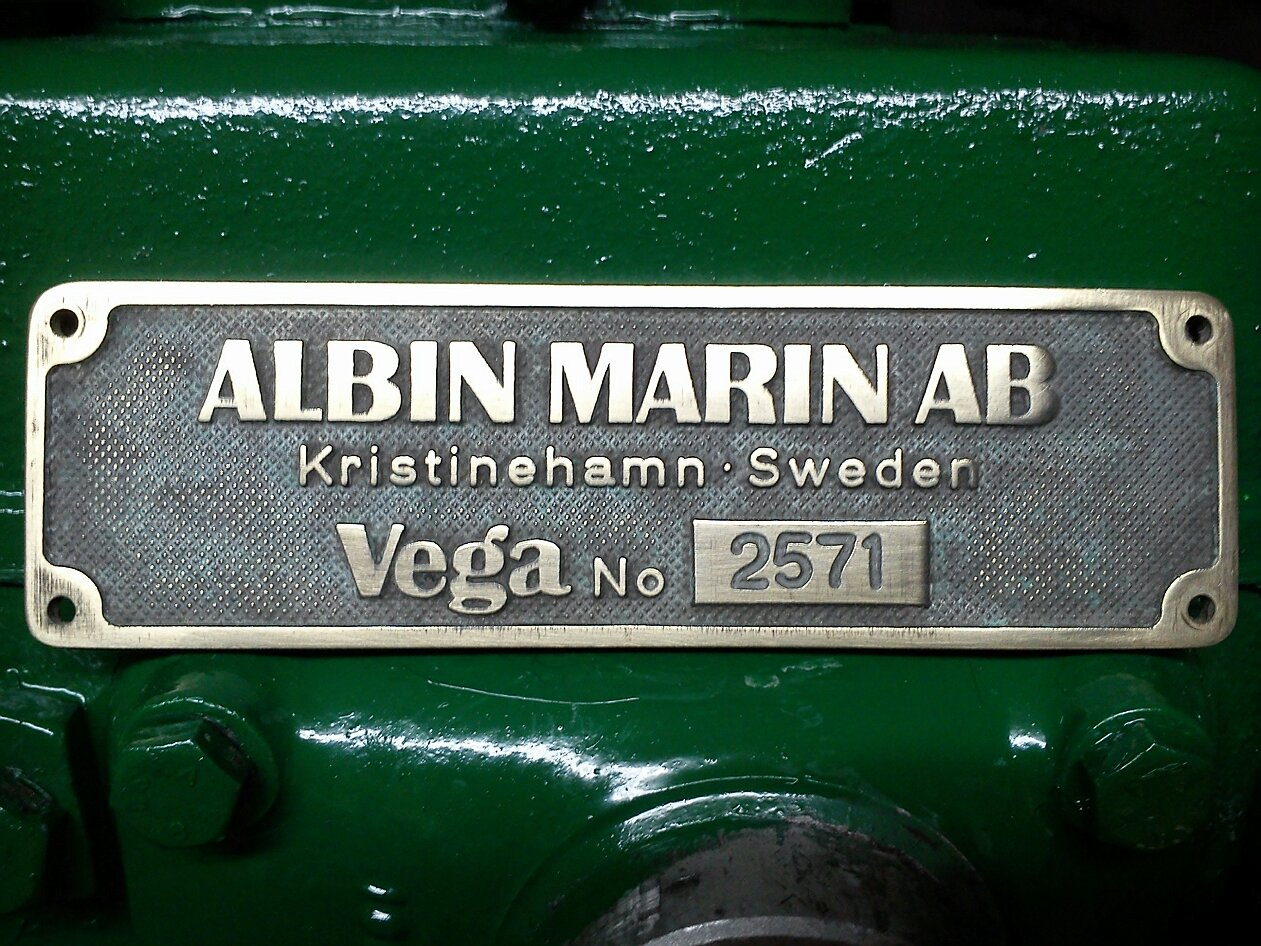 ALBIN MARIN AB
Kristinehamn · Sweden
Vega No 2571